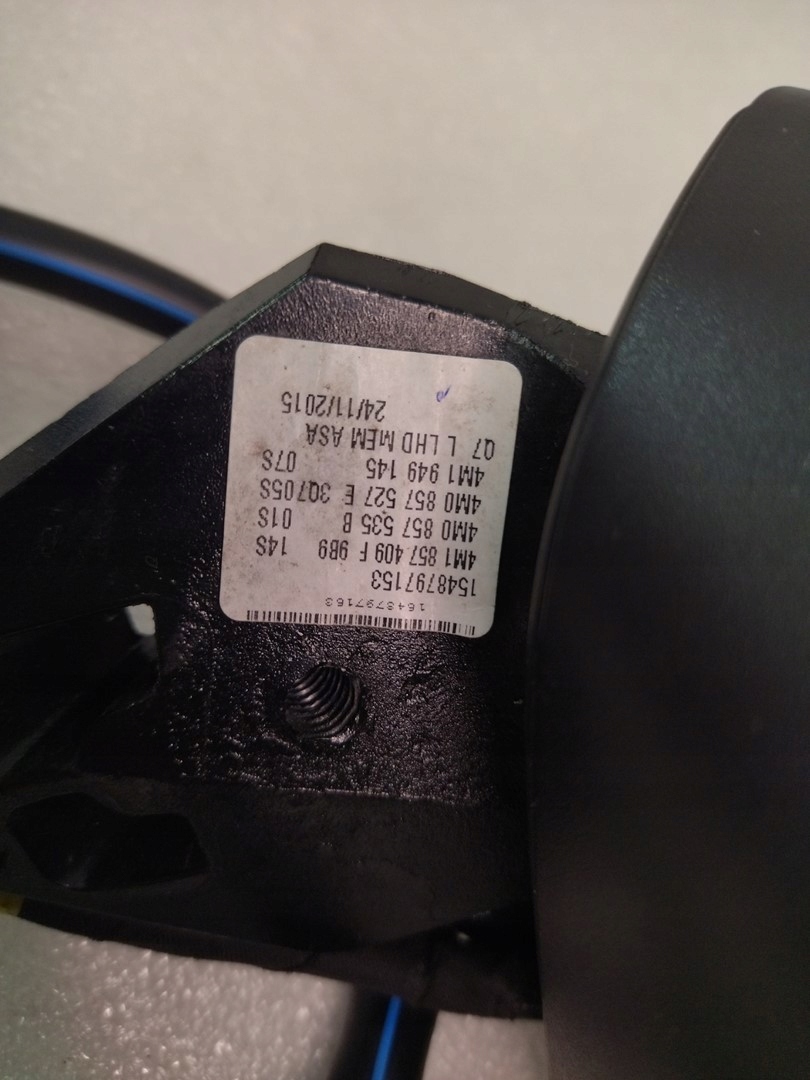 1548797153
1548797153
4M1 857 409 F 9B9 14S
4M0 857 535 B 01S
4M0 857 527 E 3Q705S
4M1 949 145 07S
Q7 L LHD MEM ASA
24/11/2015